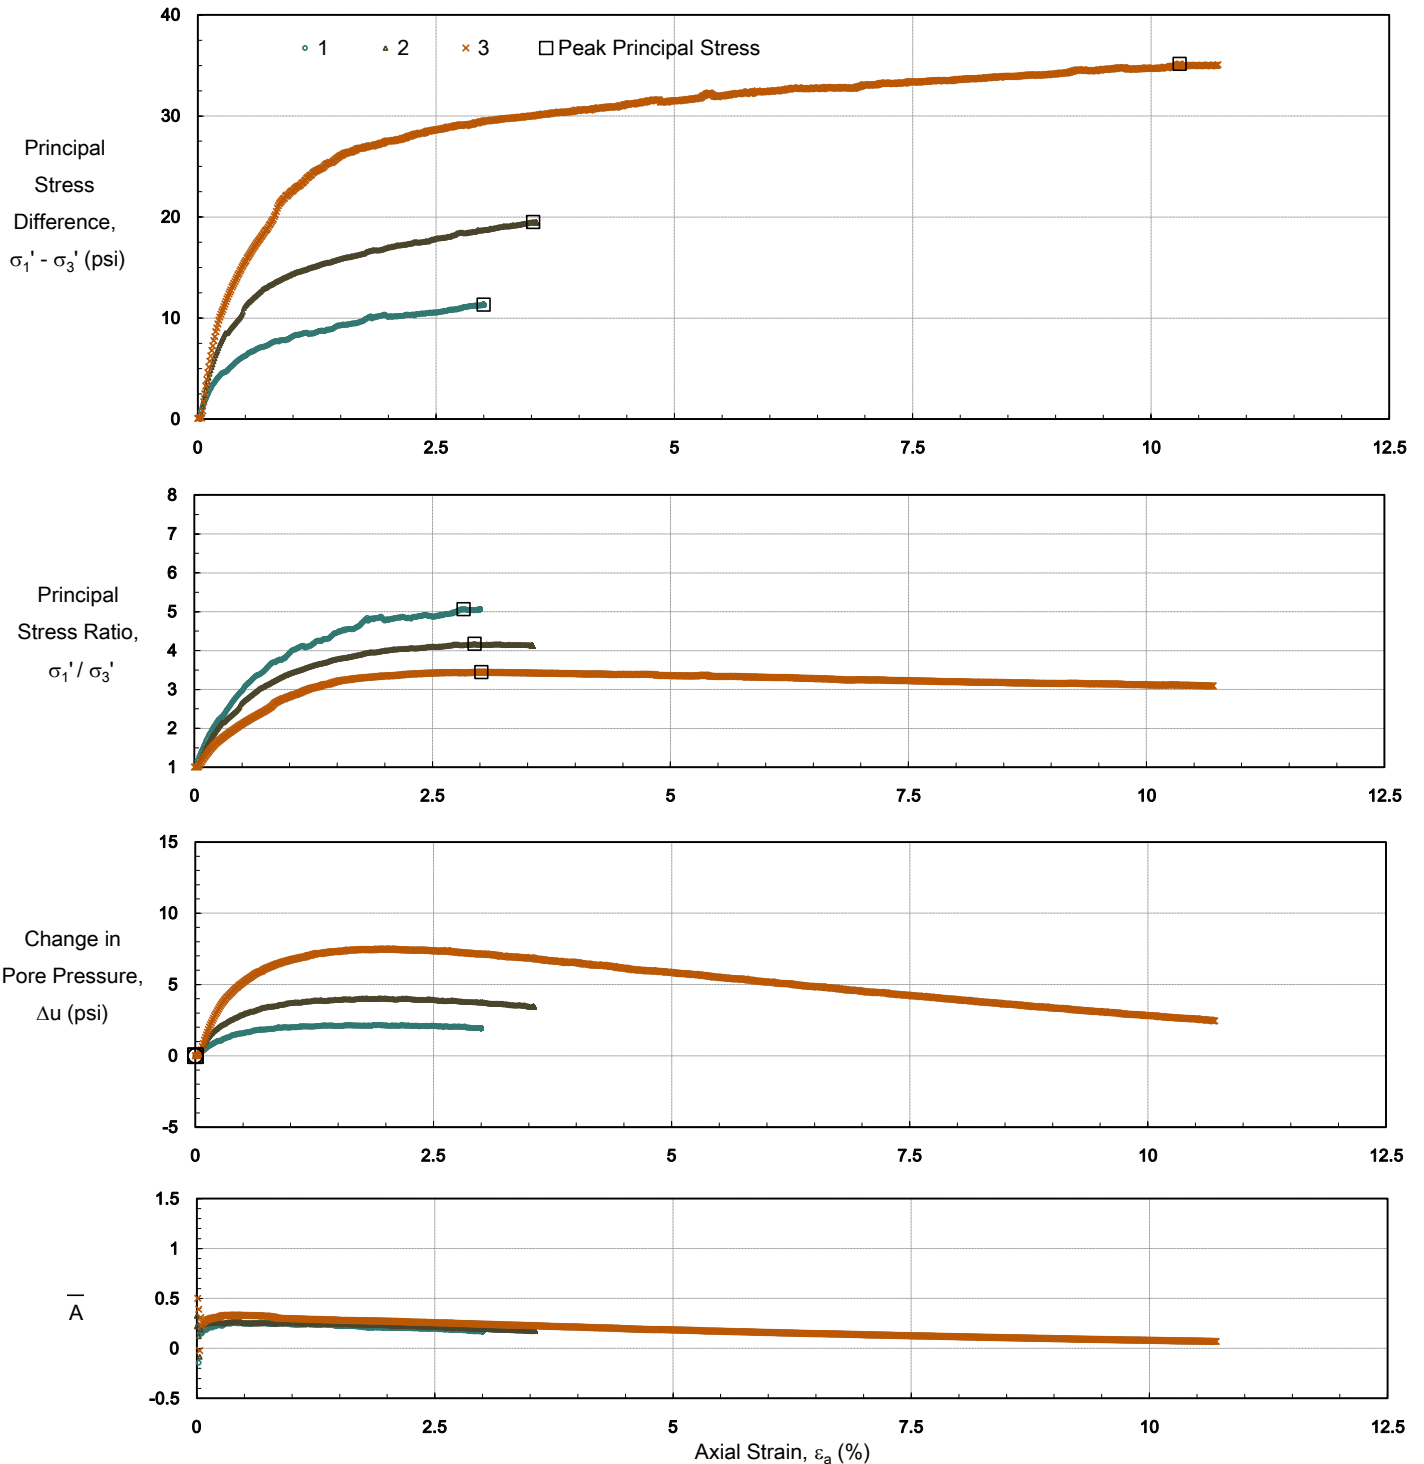 40
○ 1 △ 2 × 3 □ Peak Principal Stress
30
Principal
Stress
Difference,
σ1' - σ3' (psi)
20
10
0
0 2.5 5 7.5 10 12.5
8
7
6
5
4
3
2
1
Principal
Stress Ratio,
σ1' / σ3'
0 2.5 5 7.5 10 12.5
15
10
5
0
-5
Change in
Pore Pressure,
Δu (psi)
0 2.5 5 7.5 10 12.5
1.5
1
0.5
0
-0.5
A̅
0 2.5 5 7.5 10 12.5
Axial Strain, εa (%)